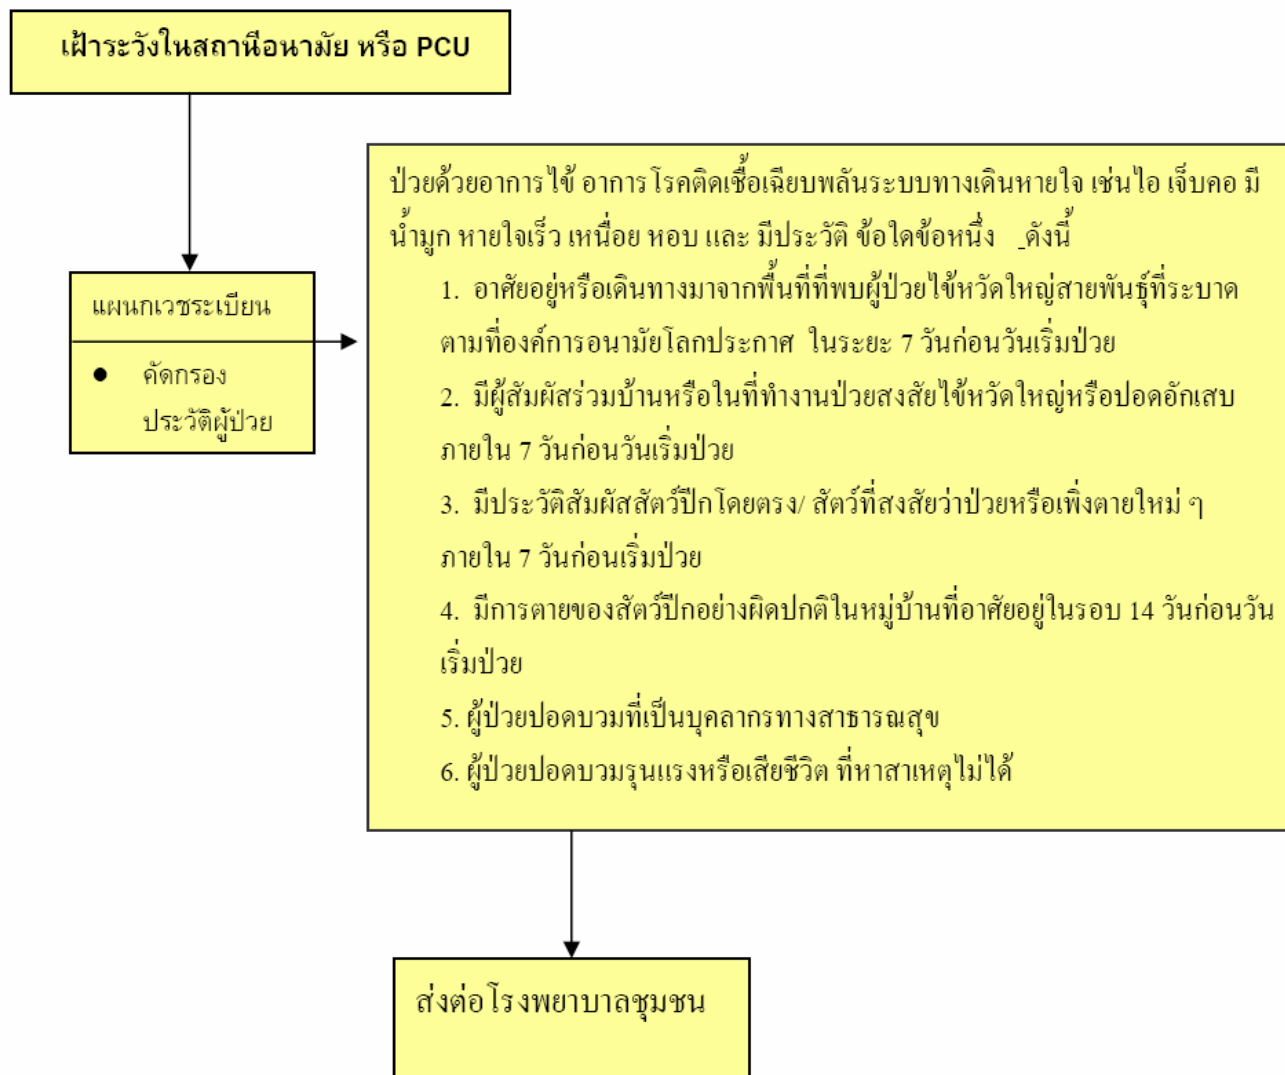 เฝ้าระวังในสถานีอนามัย หรือ PCU
แผนกเวชระเบียน
● คัดกรอง
ประวัติผู้ป่วย
ป่วยด้วยอาการไข้ อาการโรคติดเชื้อเฉียบพลันระบบทางเดินหายใจ เช่นไอ เจ็บคอ มี
น้ำมูก หายใจเร็ว เหนื่อย หอบ และ มีประวัติ ข้อใดข้อหนึ่ง _ดังนี้
1. อาศัยอยู่หรือเดินทางมาจากพื้นที่ที่พบผู้ป่วยไข้หวัดใหญ่สายพันธุ์ที่ระบาด
ตามที่องค์การอนามัยโลกประกาศ ในระยะ 7 วันก่อนวันเริ่มป่วย
2. มีผู้สัมผัสร่วมบ้านหรือในที่ทำงานป่วยสงสัยไข้หวัดใหญ่หรือปอดอักเสบ
ภายใน 7 วันก่อนวันเริ่มป่วย
3. มีประวัติสัมผัสสัตว์ปีกโดยตรง/ สัตว์ที่สงสัยว่าป่วยหรือเพิ่งตายใหม่ ๆ
ภายใน 7 วันก่อนเริ่มป่วย
4. มีการตายของสัตว์ปีกอย่างผิดปกติในหมู่บ้านที่อาศัยอยู่ในรอบ 14 วันก่อนวัน
เริ่มป่วย
5. ผู้ป่วยปอดบวมที่เป็นบุคลากรทางสาธารณสุข
6. ผู้ป่วยปอดบวมรุนแรงหรือเสียชีวิต ที่หาสาเหตุไม่ได้
ส่งต่อโรงพยาบาลชุมชน